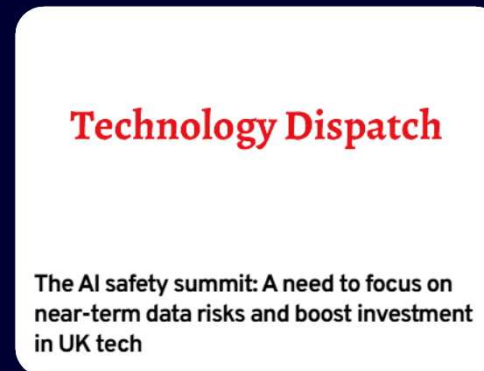 Technology Dispatch
The AI safety summit: A need to focus on
near-term data risks and boost investment
in UK tech